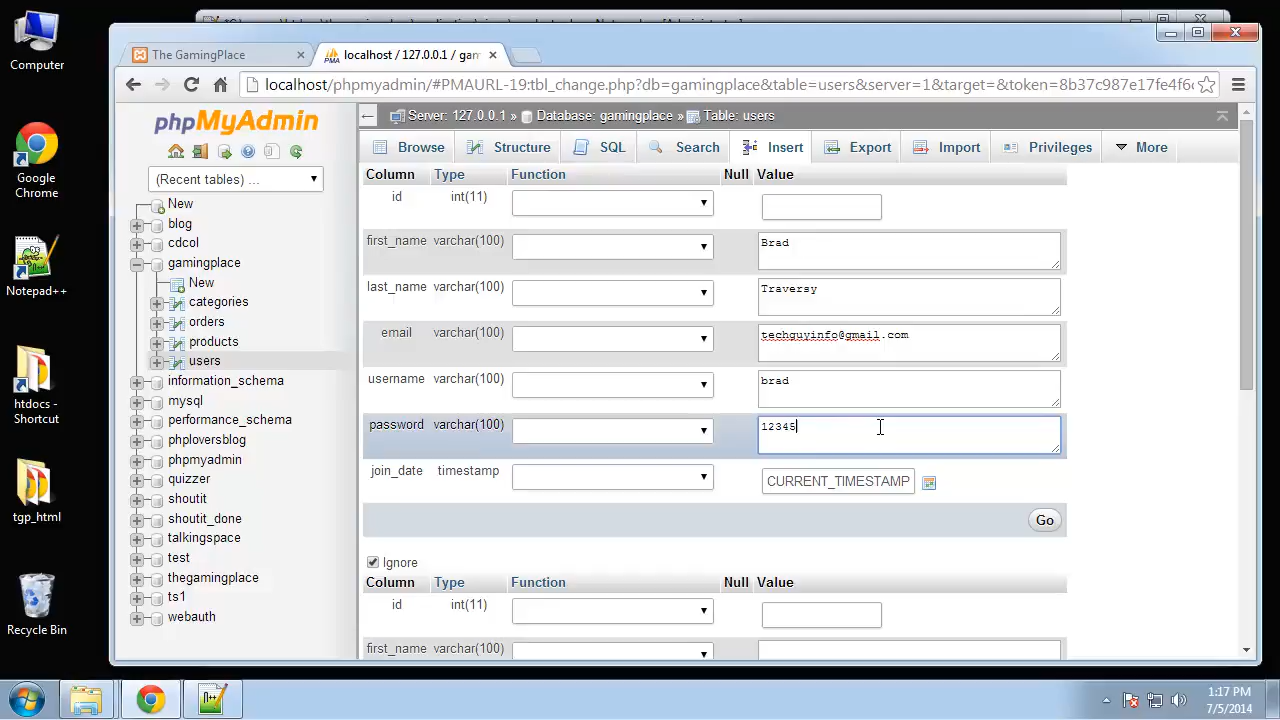 Computer
Google
Chrome
Notepad++
htdocs -
Shortcut
tgp_html
Recycle Bin
The GamingPlace
localhost / 127.0.0.1 / gam
localhost/phpmyadmin/#PMAURL-19:tbl_change.php?db=gamingplace&table=users&server=1&target=&token=8b37c987e17fe4f6
phpMyAdmin
(Recent tables) ...
New
blog
cdcol
gamingplace
New
categories
orders
products
users
information_schema
mysql
performance_schema
phploversblog
phpmyadmin
quizzer
shoutit
shoutit_done
talkingspace
test
thegamingplace
ts1
webauth
Server: 127.0.0.1 » Database: gamingplace » Table: users
Browse Structure SQL Search Insert Export Import Privileges More
Column Type Function Null Value
id int(11)
first_name varchar(100) Brad
last_name varchar(100) Traversy
email varchar(100) techguyinfo@gmail.com
username varchar(100) brad
password varchar(100) 12345
join_date timestamp CURRENT_TIMESTAMP
Go
Ignore
Column Type Function Null Value
id int(11)
first_name varchar(100)
1:17 PM
7/5/2014